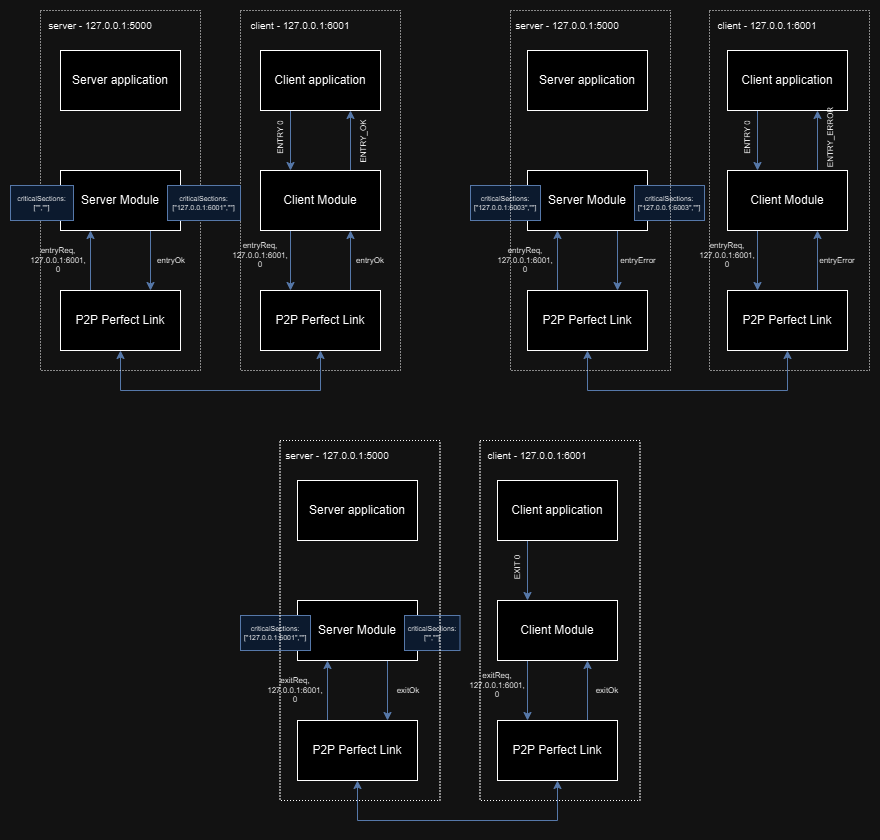 server - 127.0.0.1:5000
Server application
Server Module
criticalSections:
["",""]
criticalSections:
["127.0.0.1:6001",""]
entryReq,
127.0.0.1:6001,
0
entryOk
P2P Perfect Link
client - 127.0.0.1:6001
Client application
ENTRY 0
ENTRY_OK
Client Module
entryReq,
127.0.0.1:6001,
0
entryOk
P2P Perfect Link
server - 127.0.0.1:5000
Server application
Server Module
criticalSections:
["127.0.0.1:5003",""]
criticalSections:
["127.0.0.1:6003",""]
entryReq,
127.0.0.1:6001,
0
entryError
P2P Perfect Link
client - 127.0.0.1:6001
Client application
ENTRY 0
ENTRY_ERROR
Client Module
entryReq,
127.0.0.1:6001,
0
entryError
P2P Perfect Link
server - 127.0.0.1:5000
Server application
Server Module
criticalSections:
["127.0.0.1:6001",""]
criticalSections:
["",""]
exitReq,
127.0.0.1:6001,
0
exitOk
P2P Perfect Link
client - 127.0.0.1:6001
Client application
EXIT 0
Client Module
exitReq,
127.0.0.1:6001,
0
exitOk
P2P Perfect Link